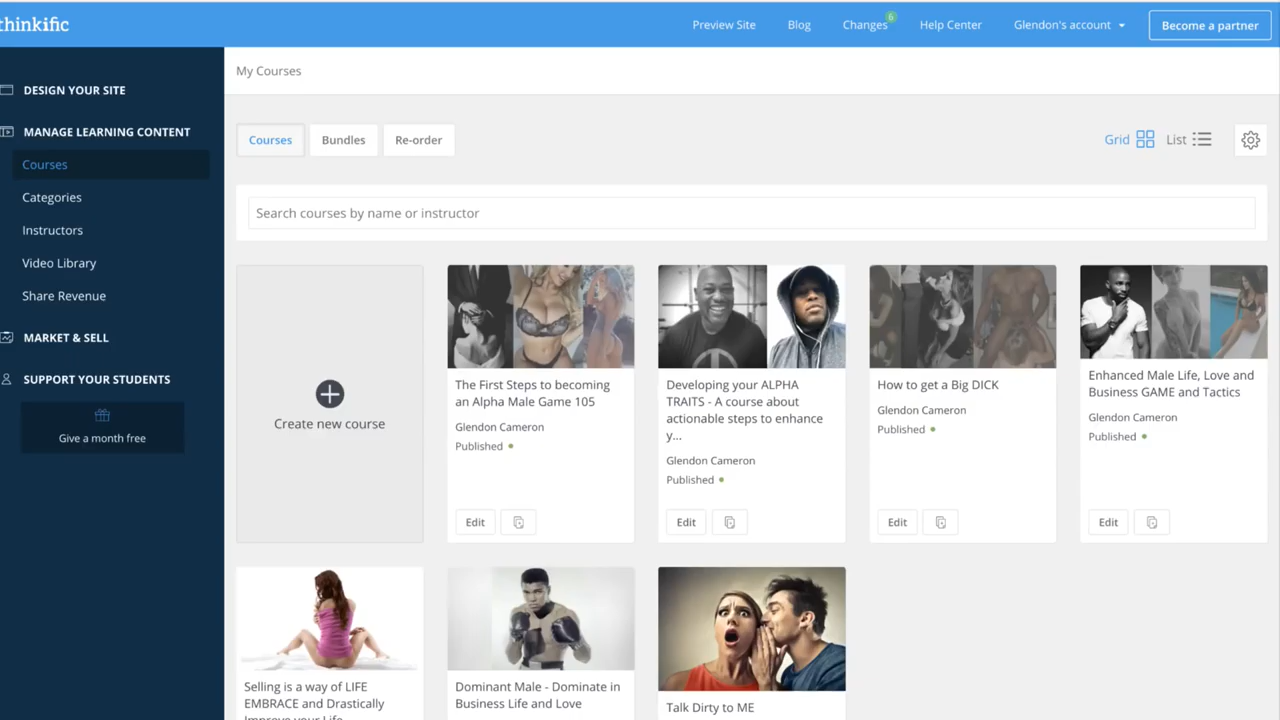 thinkific
Preview Site
Blog
Changes
6
Help Center
Glendon's account
Become a partner
DESIGN YOUR SITE
MANAGE LEARNING CONTENT
Courses
Categories
Instructors
Video Library
Share Revenue
MARKET & SELL
SUPPORT YOUR STUDENTS
Give a month free
My Courses
Courses
Bundles
Re-order
Grid
List
Search courses by name or instructor
Create new course
The First Steps to becoming
an Alpha Male Game 105
Glendon Cameron
Published
Edit
Developing your ALPHA
TRAITS - A course about
actionable steps to enhance
y...
Glendon Cameron
Published
Edit
How to get a Big DICK
Glendon Cameron
Published
Edit
Enhanced Male Life, Love and
Business GAME and Tactics
Glendon Cameron
Published
Edit
Selling is a way of LIFE
EMBRACE and Drastically
Improve your Life
Dominant Male - Dominate in
Business Life and Love
Talk Dirty to ME